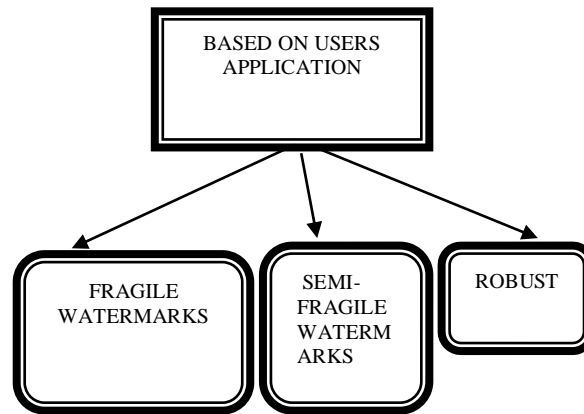 BASED ON USERS
APPLICATION
FRAGILE
WATERMARKS
SEMI-
FRAGILE
WATERM
ARKS
ROBUST